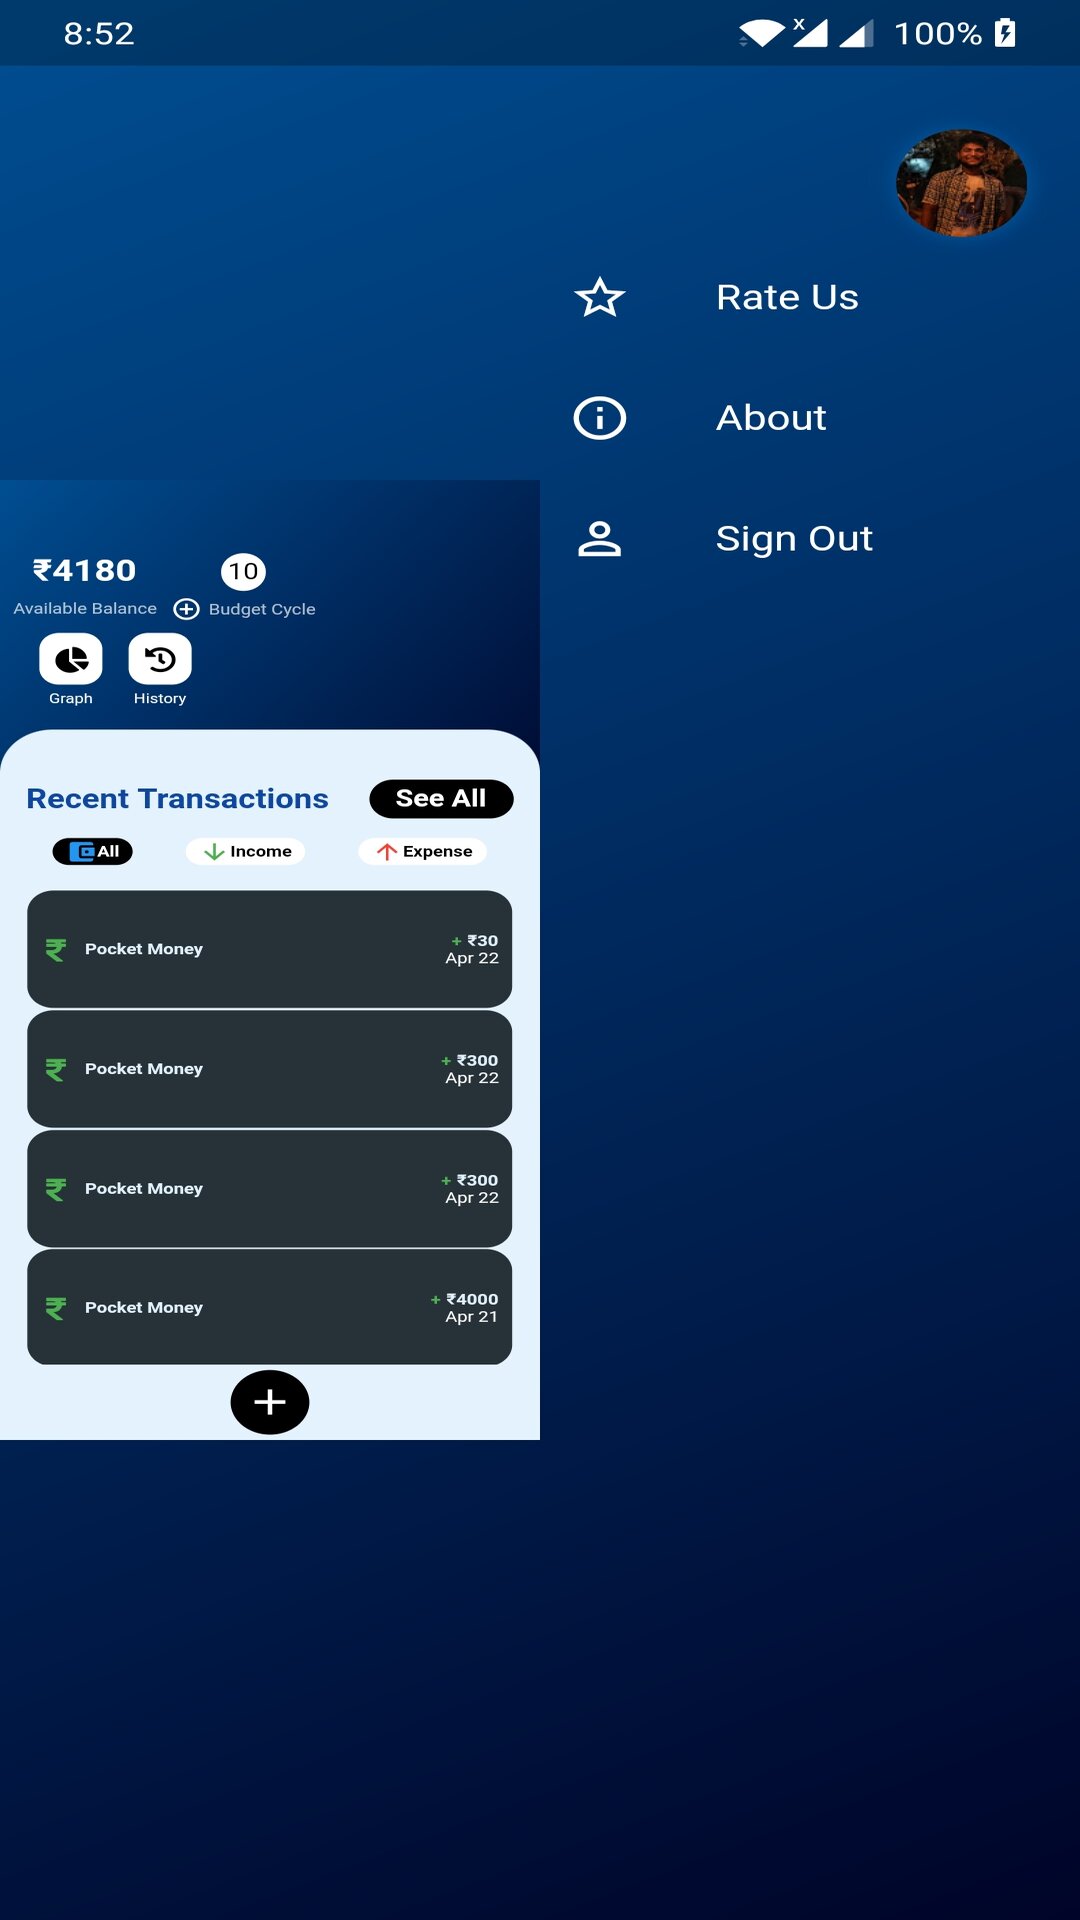 8:52
x
100%
Rate Us
About
Sign Out
₹4180
10
Available Balance
Budget Cycle
Graph
History
Recent Transactions
See All
All
Income
Expense
₹
Pocket Money
+ ₹30
Apr 22
₹
Pocket Money
+ ₹300
Apr 22
₹
Pocket Money
+ ₹300
Apr 22
₹
Pocket Money
+ ₹4000
Apr 21
+